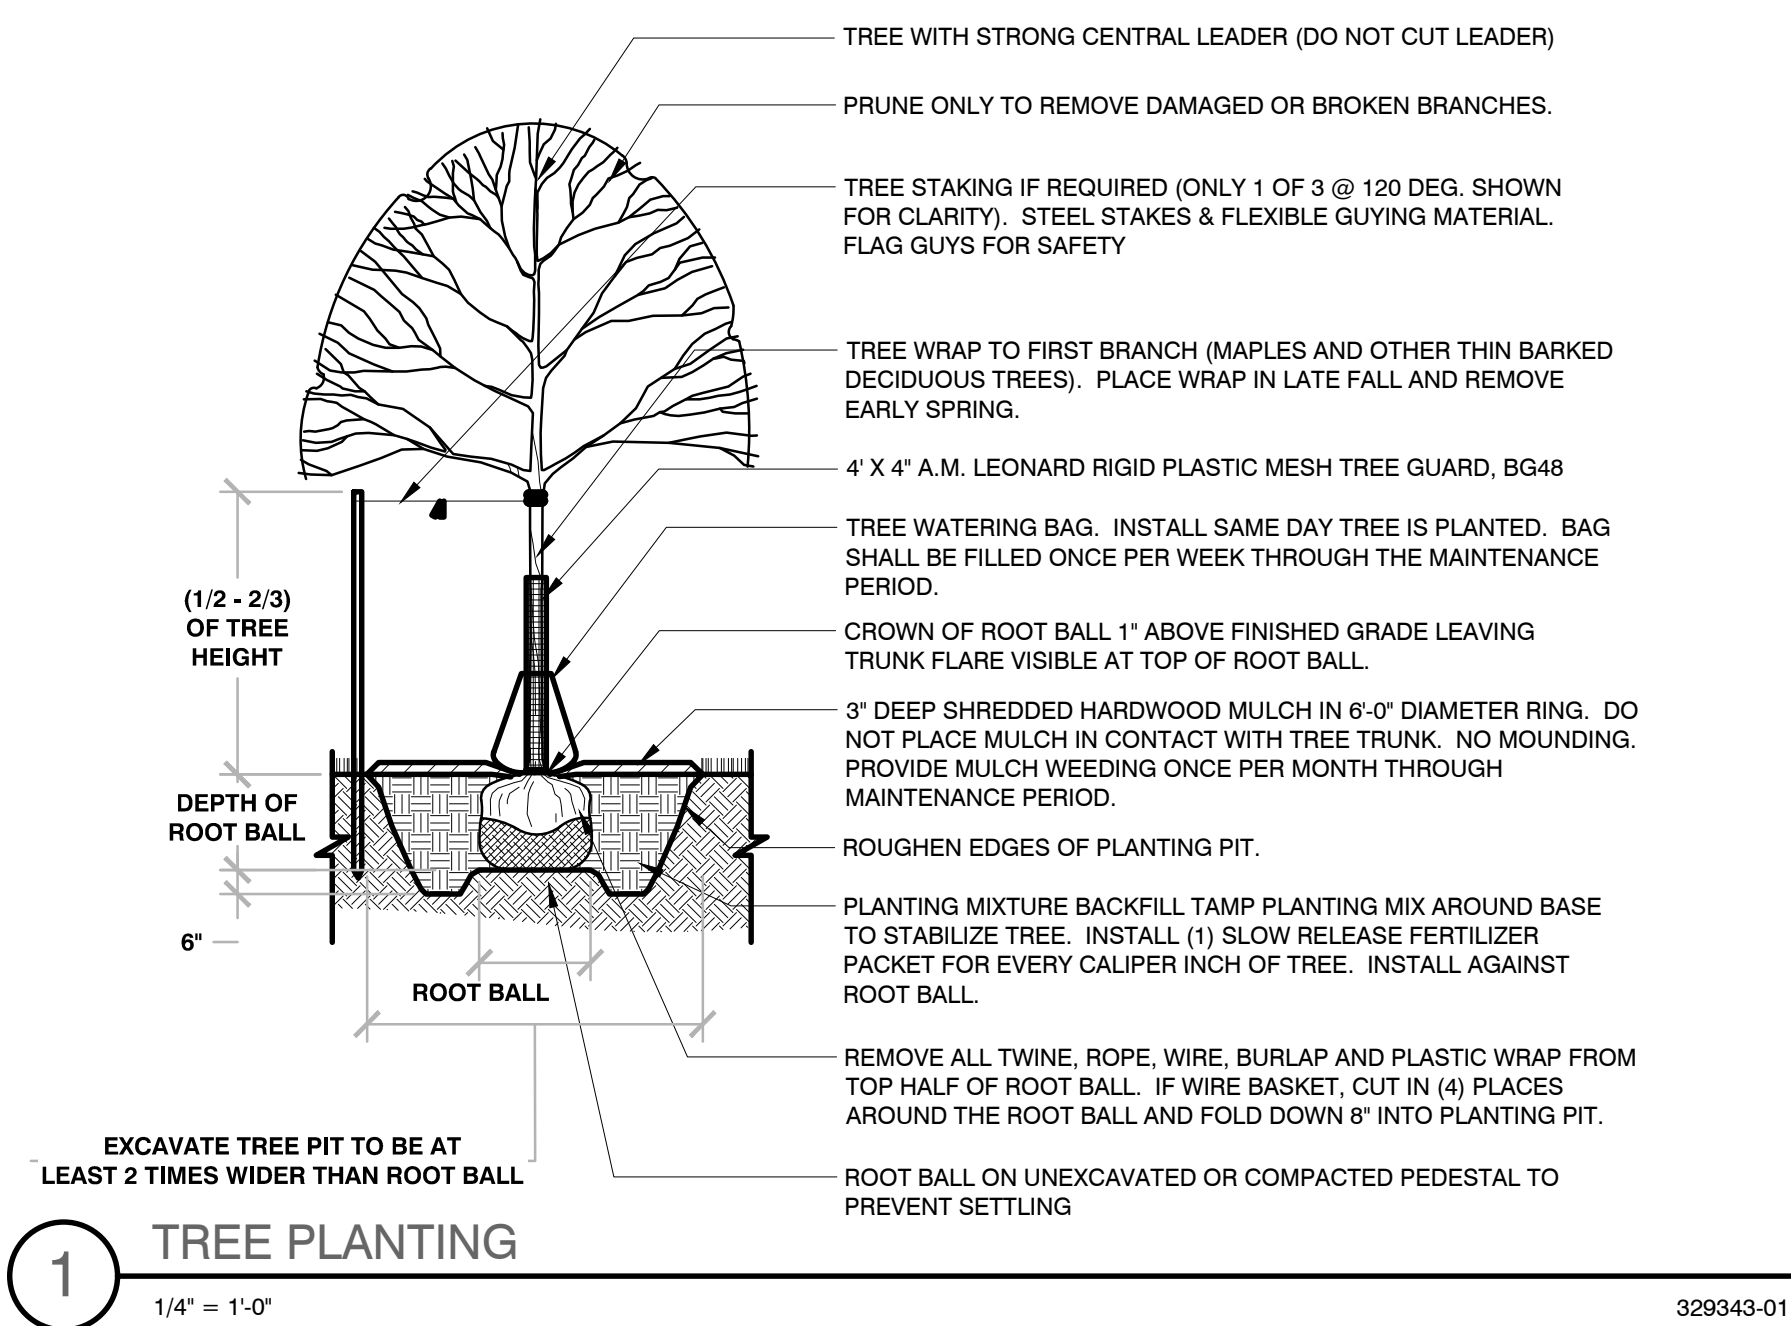 TREE WITH STRONG CENTRAL LEADER (DO NOT CUT LEADER)
PRUNE ONLY TO REMOVE DAMAGED OR BROKEN BRANCHES.
TREE STAKING IF REQUIRED (ONLY 1 OF 3 @ 120 DEG. SHOWN
FOR CLARITY).  STEEL STAKES & FLEXIBLE GUYING MATERIAL.
FLAG GUYS FOR SAFETY
TREE WRAP TO FIRST BRANCH (MAPLES AND OTHER THIN BARKED
DECIDUOUS TREES).  PLACE WRAP IN LATE FALL AND REMOVE
EARLY SPRING.
4' X 4" A.M. LEONARD RIGID PLASTIC MESH TREE GUARD, BG48
TREE WATERING BAG.  INSTALL SAME DAY TREE IS PLANTED.  BAG
SHALL BE FILLED ONCE PER WEEK THROUGH THE MAINTENANCE
PERIOD.
CROWN OF ROOT BALL 1" ABOVE FINISHED GRADE LEAVING
TRUNK FLARE VISIBLE AT TOP OF ROOT BALL.
3" DEEP SHREDDED HARDWOOD MULCH IN 6'-0" DIAMETER RING.  DO
NOT PLACE MULCH IN CONTACT WITH TREE TRUNK.  NO MOUNDING.
PROVIDE MULCH WEEDING ONCE PER MONTH THROUGH
MAINTENANCE PERIOD.
ROUGHEN EDGES OF PLANTING PIT.
PLANTING MIXTURE BACKFILL TAMP PLANTING MIX AROUND BASE
TO STABILIZE TREE.  INSTALL (1) SLOW RELEASE FERTILIZER
PACKET FOR EVERY CALIPER INCH OF TREE.  INSTALL AGAINST
ROOT BALL.
REMOVE ALL TWINE, ROPE, WIRE, BURLAP AND PLASTIC WRAP FROM
TOP HALF OF ROOT BALL.  IF WIRE BASKET, CUT IN (4) PLACES
AROUND THE ROOT BALL AND FOLD DOWN 8" INTO PLANTING PIT.
ROOT BALL ON UNEXCAVATED OR COMPACTED PEDESTAL TO
PREVENT SETTLING
(1/2 - 2/3)
OF TREE
HEIGHT
DEPTH OF
ROOT BALL
6"
ROOT BALL
EXCAVATE TREE PIT TO BE AT
LEAST 2 TIMES WIDER THAN ROOT BALL
1
TREE PLANTING
1/4" = 1'-0"
329343-01